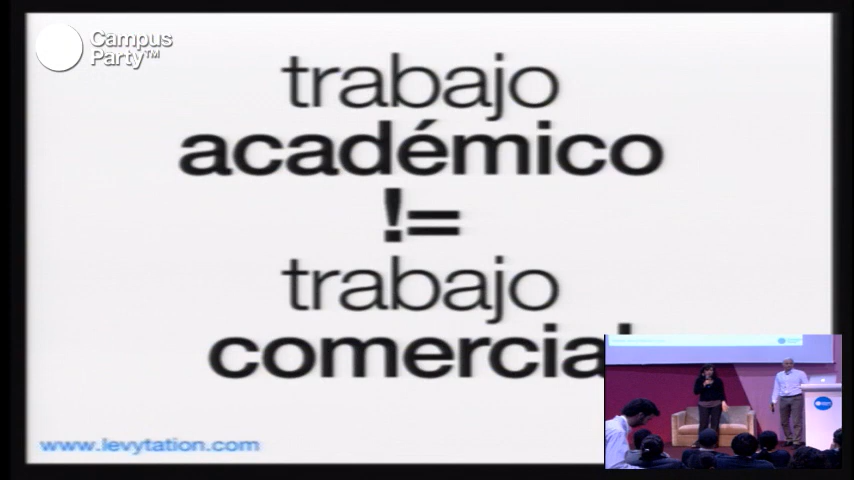 Campus
Party™
trabajo
académico
!=
trabajo
comercial
www.levytation.com